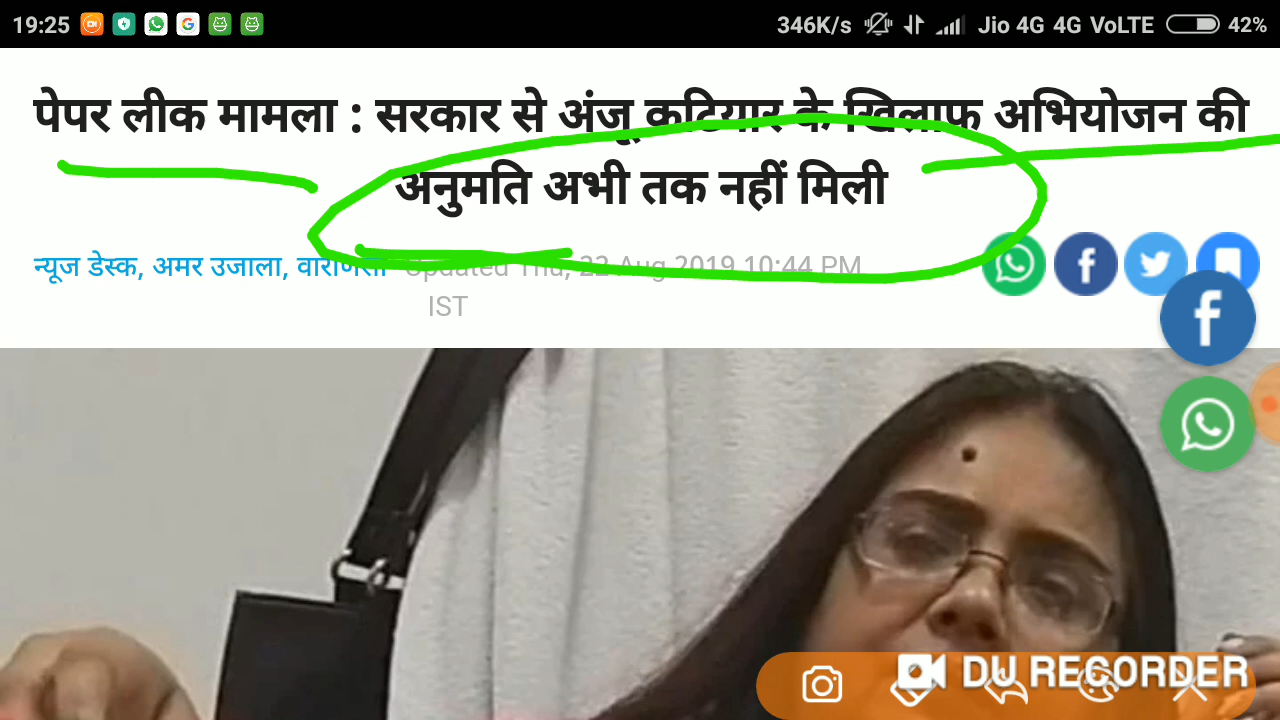 19:25 346K/s Jio 4G 4G VoLTE 42%
पेपर लीक मामला : सरकार से अंजू कटियार के खिलाफ अभियोजन की
अनुमति अभी तक नहीं मिली
न्यूज डेस्क, अमर उजाला, वाराणसी Updated Thu, 22 Aug 2019 10:44 PM
IST
DU RECORDER